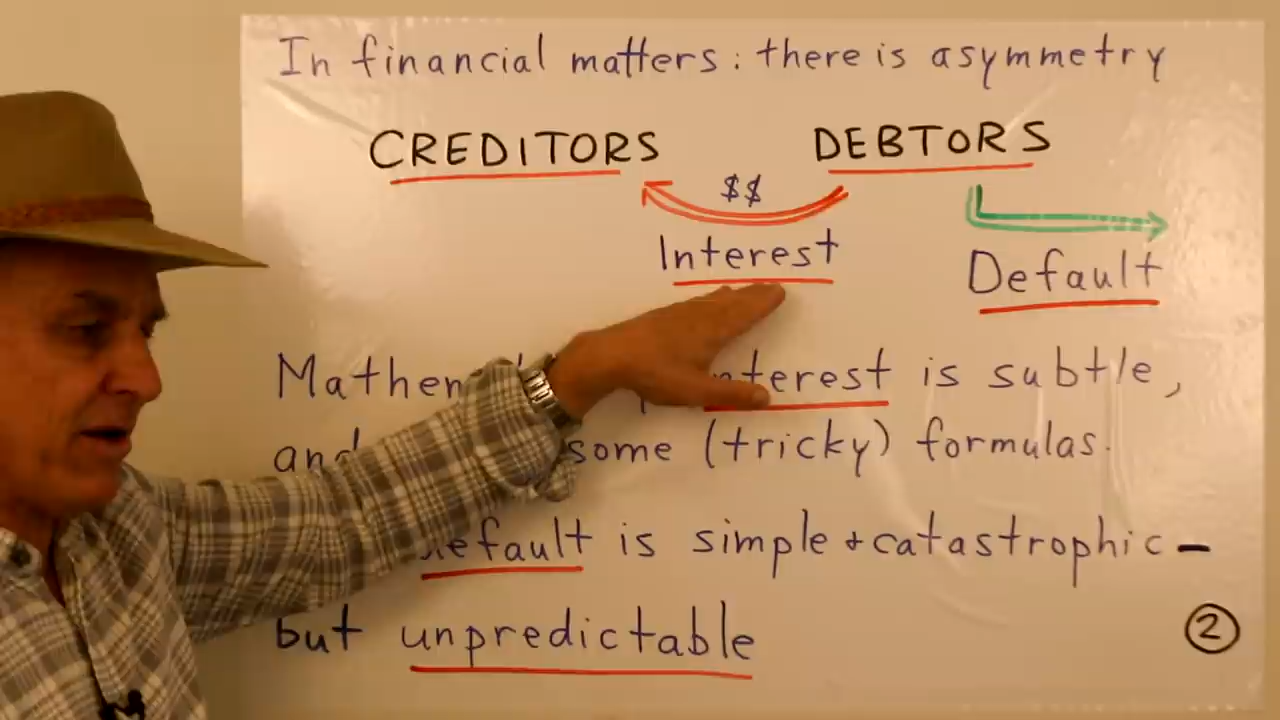 In financial matters: there is asymmetry
CREDITORS DEBTORS
$$
Interest Default
is subtle,
some (tricky) formulas.
is simple + catastrophic -
but unpredictable
2